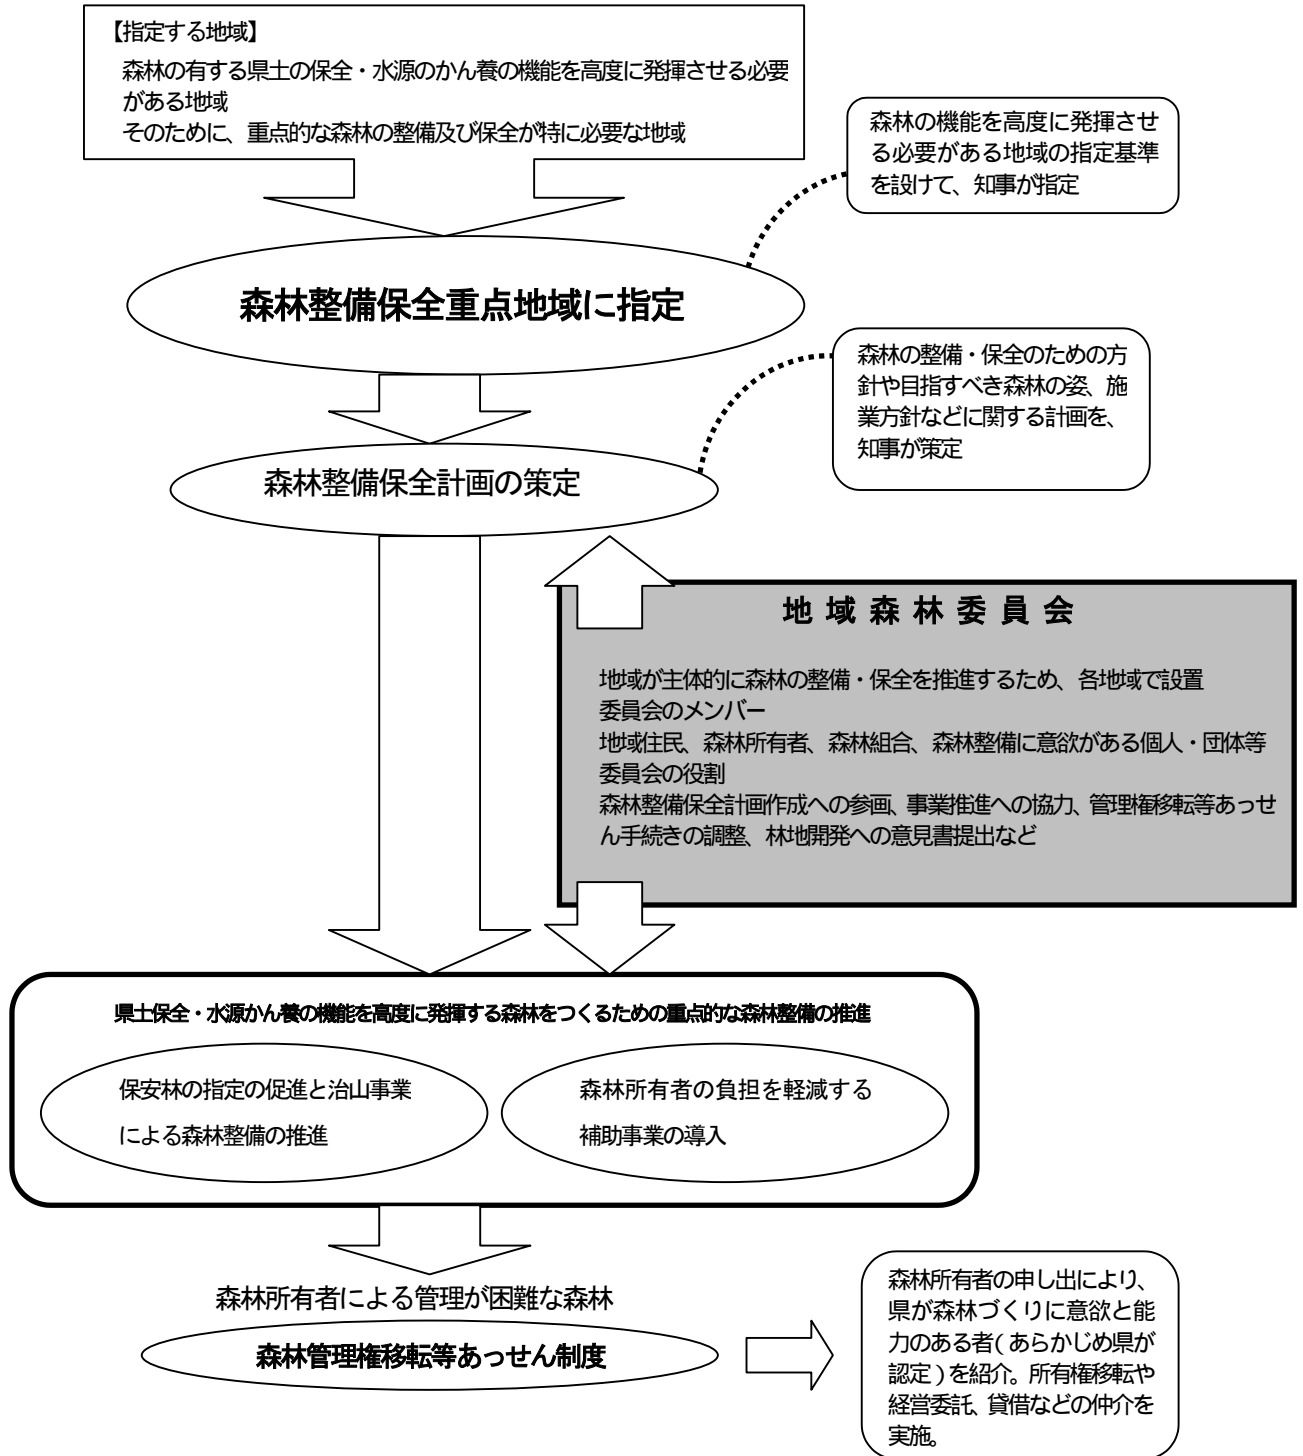 【指定する地域】
森林の有する県土の保全・水源のかん養の機能を高度に発揮させる必要
がある地域
そのために、重点的な森林の整備及び保全が特に必要な地域
森林の機能を高度に発揮させ
る必要がある地域の指定基準
を設けて、知事が指定
森林整備保全重点地域に指定
森林の整備・保全のための方
針や目指すべき森林の姿、施
業方針などに関する計画を、
知事が策定
森林整備保全計画の策定
地域森林委員会
地域が主体的に森林の整備・保全を推進するため、各地域で設置
委員会のメンバー
地域住民、森林所有者、森林組合、森林整備に意欲がある個人・団体等
委員会の役割
森林整備保全計画作成への参画、事業推進への協力、管理権移転等あっせ
ん手続きの調整、林地開発への意見書提出など
県土保全・水源かん養の機能を高度に発揮する森林をつくるための重点的な森林整備の推進
保安林の指定の促進と治山事業
による森林整備の推進
森林所有者の負担を軽減する
補助事業の導入
森林所有者による管理が困難な森林
森林管理権移転等あっせん制度
森林所有者の申し出により、
県が森林づくりに意欲と能
力のある者(あらかじめ県が
認定)を紹介。所有権移転や
経営委託、貸借などの仲介を
実施。